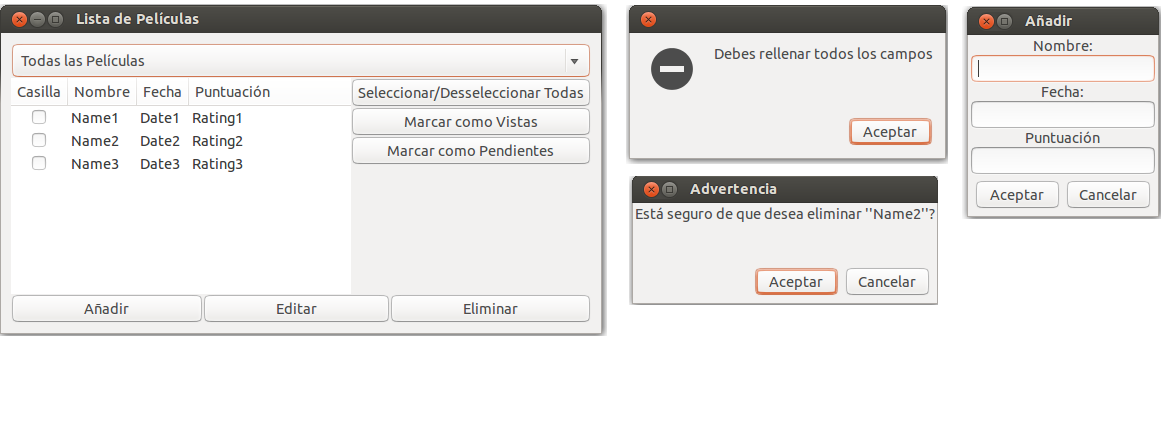 Lista de Películas
Todas las Películas
Casilla Nombre Fecha Puntuación
Name1 Date1 Rating1
Name2 Date2 Rating2
Name3 Date3 Rating3
Seleccionar/Desseleccionar Todas
Marcar como Vistas
Marcar como Pendientes
Añadir Editar Eliminar
Debes rellenar todos los campos
Aceptar
Advertencia
Está seguro de que desea eliminar ''Name2''?
Aceptar Cancelar
Añadir
Nombre:
Fecha:
Puntuación
Aceptar Cancelar